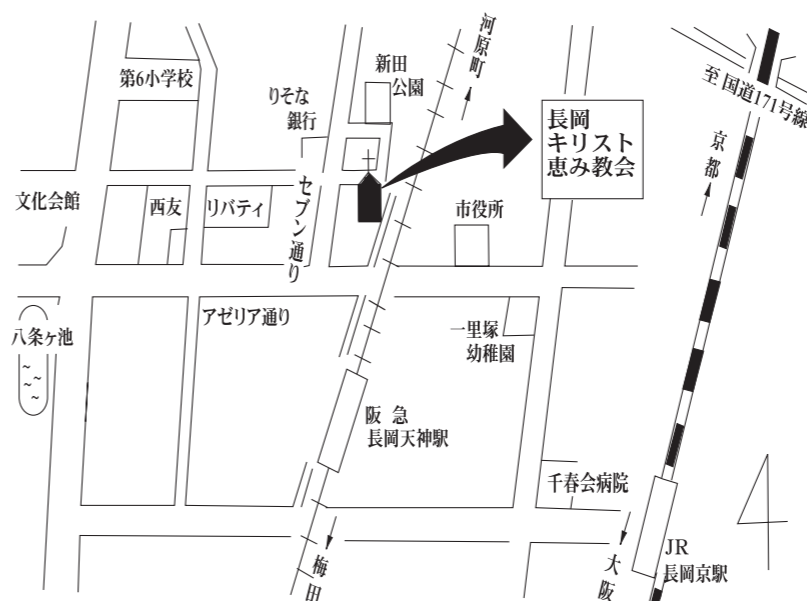 河原町
新田
公園
第6小学校
りそな
銀行
至 国道171号線
長岡
キリスト
恵み教会
京都
文化会館
西友
リバティ
セブン通り
市役所
アゼリア通り
八条ヶ池
一里塚
幼稚園
阪急
長岡天神駅
千春会病院
JR
長岡京駅
梅田
大阪